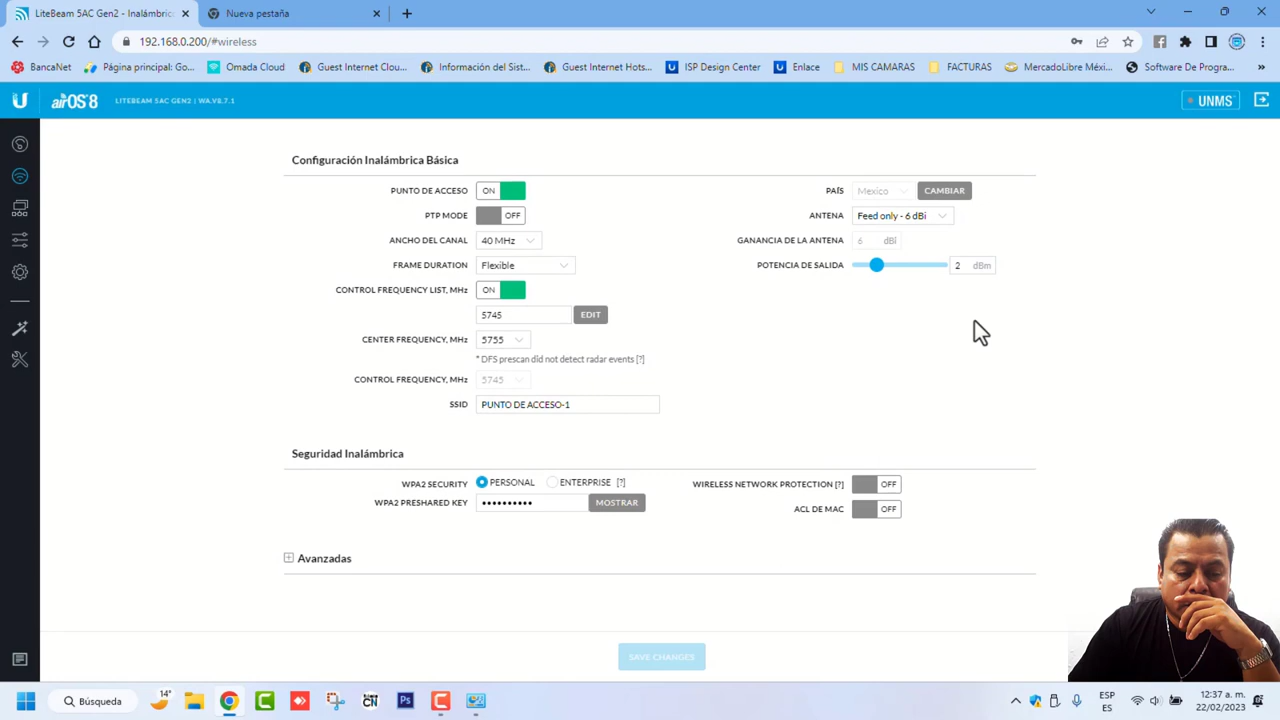 LiteBeam 5AC Gen2 - Inalámbric
Nueva pestaña
192.168.0.200/#wireless
BancaNet
Página principal: Go...
Omada Cloud
Guest Internet Clou...
Información del Sist...
Guest Internet Hots...
ISP Design Center
Enlace
MIS CAMARAS
FACTURAS
MercadoLibre Méxi...
Software De Progra...
»
airOS 8
LITEBEAM 5AC GEN2 | WA.V8.7.1
UNMS
Configuración Inalámbrica Básica
PUNTO DE ACCESO ON
PTP MODE OFF
ANCHO DEL CANAL 40 MHz
FRAME DURATION Flexible
CONTROL FREQUENCY LIST, MHz ON
5745 EDIT
CENTER FREQUENCY, MHz 5755
* DFS prescan did not detect radar events [?]
CONTROL FREQUENCY, MHz 5745
SSID PUNTO DE ACCESO-1
PAÍS Mexico CAMBIAR
ANTENA Feed only - 6 dBi
GANANCIA DE LA ANTENA 6 dBi
POTENCIA DE SALIDA 2 dBm
Seguridad Inalámbrica
WPA2 SECURITY PERSONAL ENTERPRISE [?]
WPA2 PRESHARED KEY •••••••••• MOSTRAR
WIRELESS NETWORK PROTECTION [?] OFF
ACL DE MAC OFF
Avanzadas
SAVE CHANGES
Búsqueda
14°
CN
Ps
ESP
ES
12:37 a.m.
22/02/2023